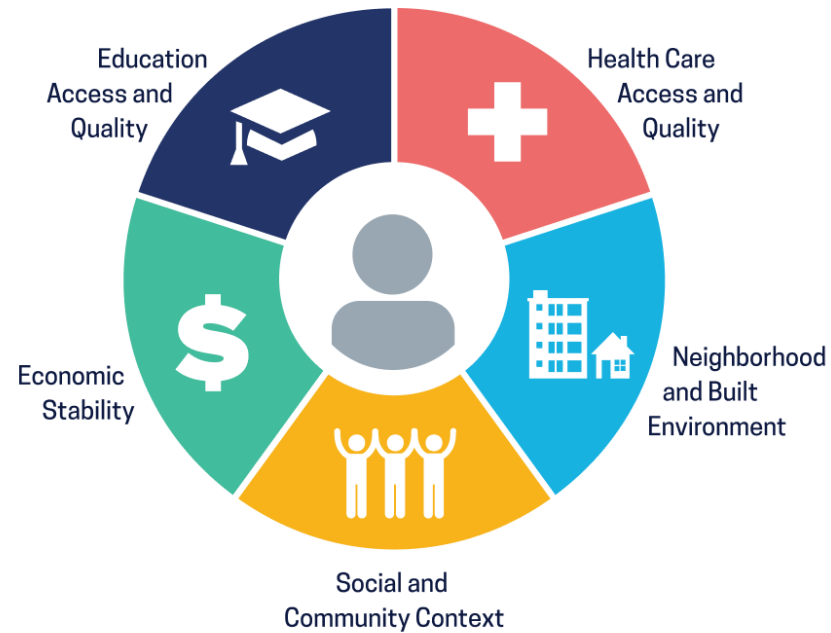 Education
Access and
Quality
Health Care
Access and
Quality
Economic
Stability
Neighborhood
and Built
Environment
Social and
Community Context